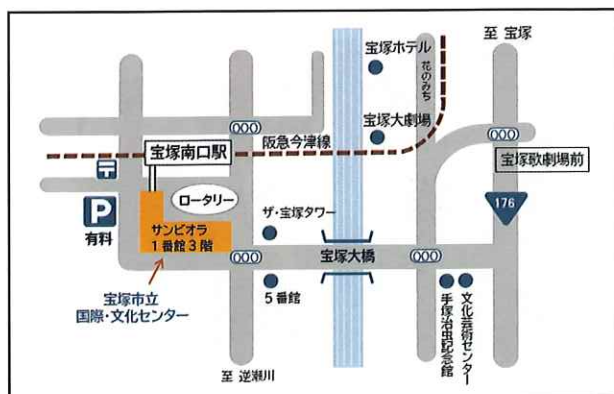 至 宝塚
宝塚ホテル
花のみち
宝塚大劇場
阪急今津線
宝塚南口駅
宝塚歌劇場前
〒
ロータリー
176
P
有料
サンビオラ
1番館3階
ザ・宝塚タワー
宝塚大橋
宝塚市立
国際・文化センター
5番館
手塚治虫記念館
文化芸術センター
至 逆瀬川